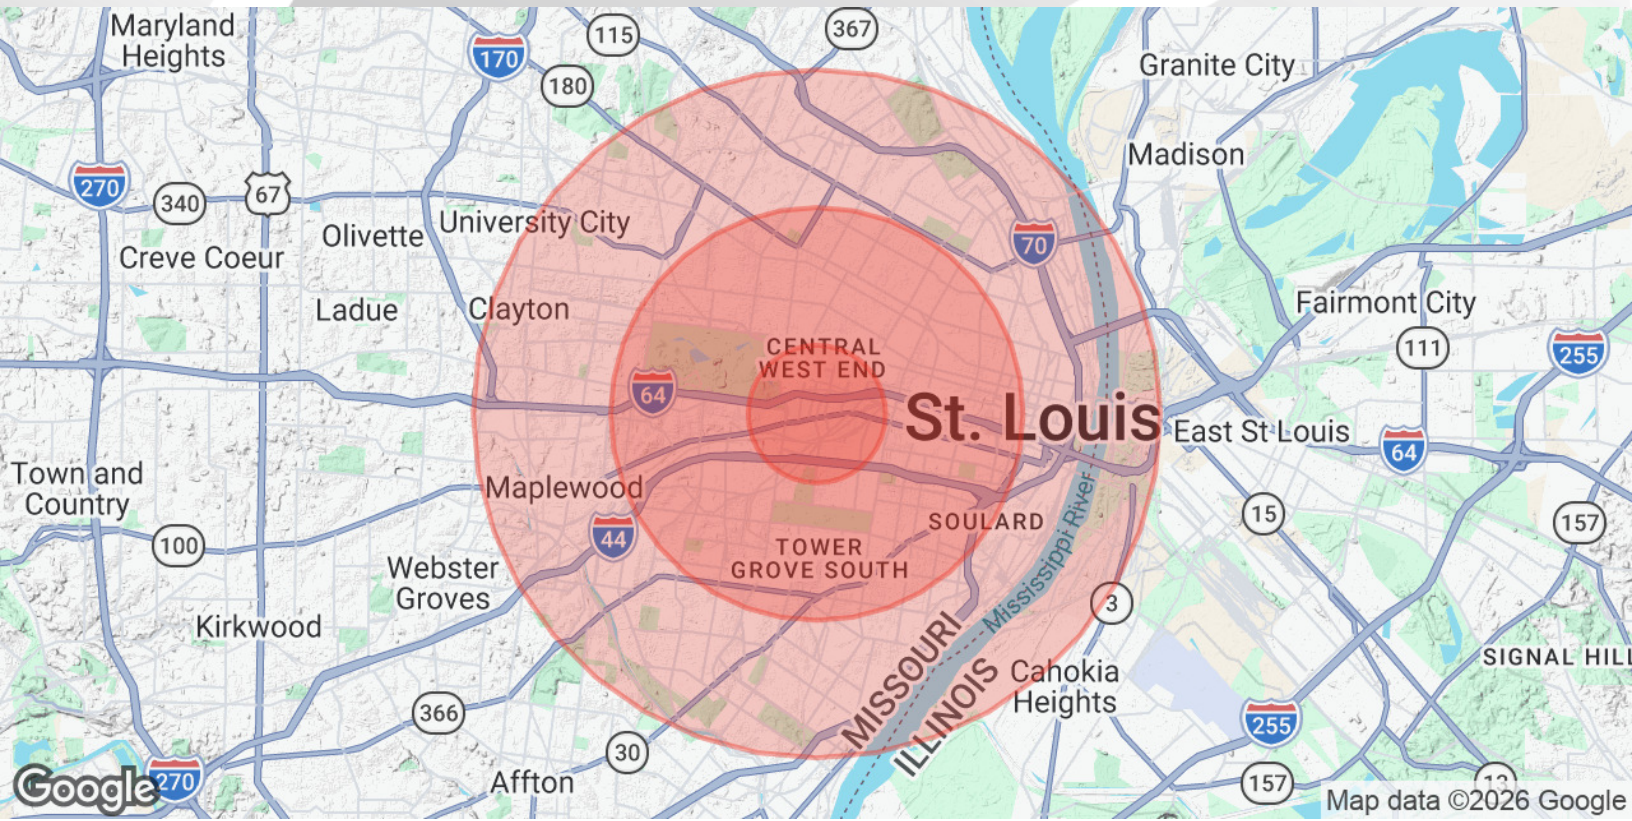 Maryland
Heights
115
367
170
180
Granite City
Madison
270
340
67
University City
Olivette
Creve Coeur
70
Ladue
Clayton
Fairmont City
CENTRAL
WEST END
111
255
64
St. Louis
East St Louis
64
Town and
Country
Maplewood
SOULARD
15
157
44
100
TOWER
GROVE SOUTH
Mississippi River
Webster
Groves
3
Kirkwood
MISSOURI
ILLINOIS
Cahokia
Heights
SIGNAL HILL
366
255
30
Affton
270
157
13
Google
Map data ©2026 Google